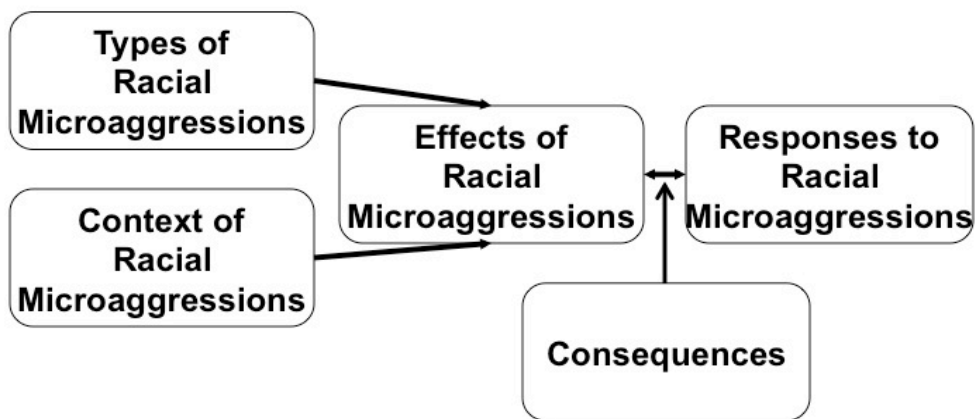 Types of
Racial
Microaggressions
Effects of
Racial
Microaggressions
Responses to
Racial
Microaggressions
Context of
Racial
Microaggressions
Consequences